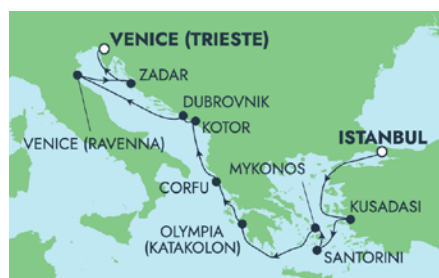 VENICE (TRIESTE)
ZADAR
DUBROVNIK
KOTOR
VENICE (RAVENNA)
ISTANBUL
MYKONOS
CORFU
KUSADASI
OLYMPIA
(KATAKOLON)
SANTORINI